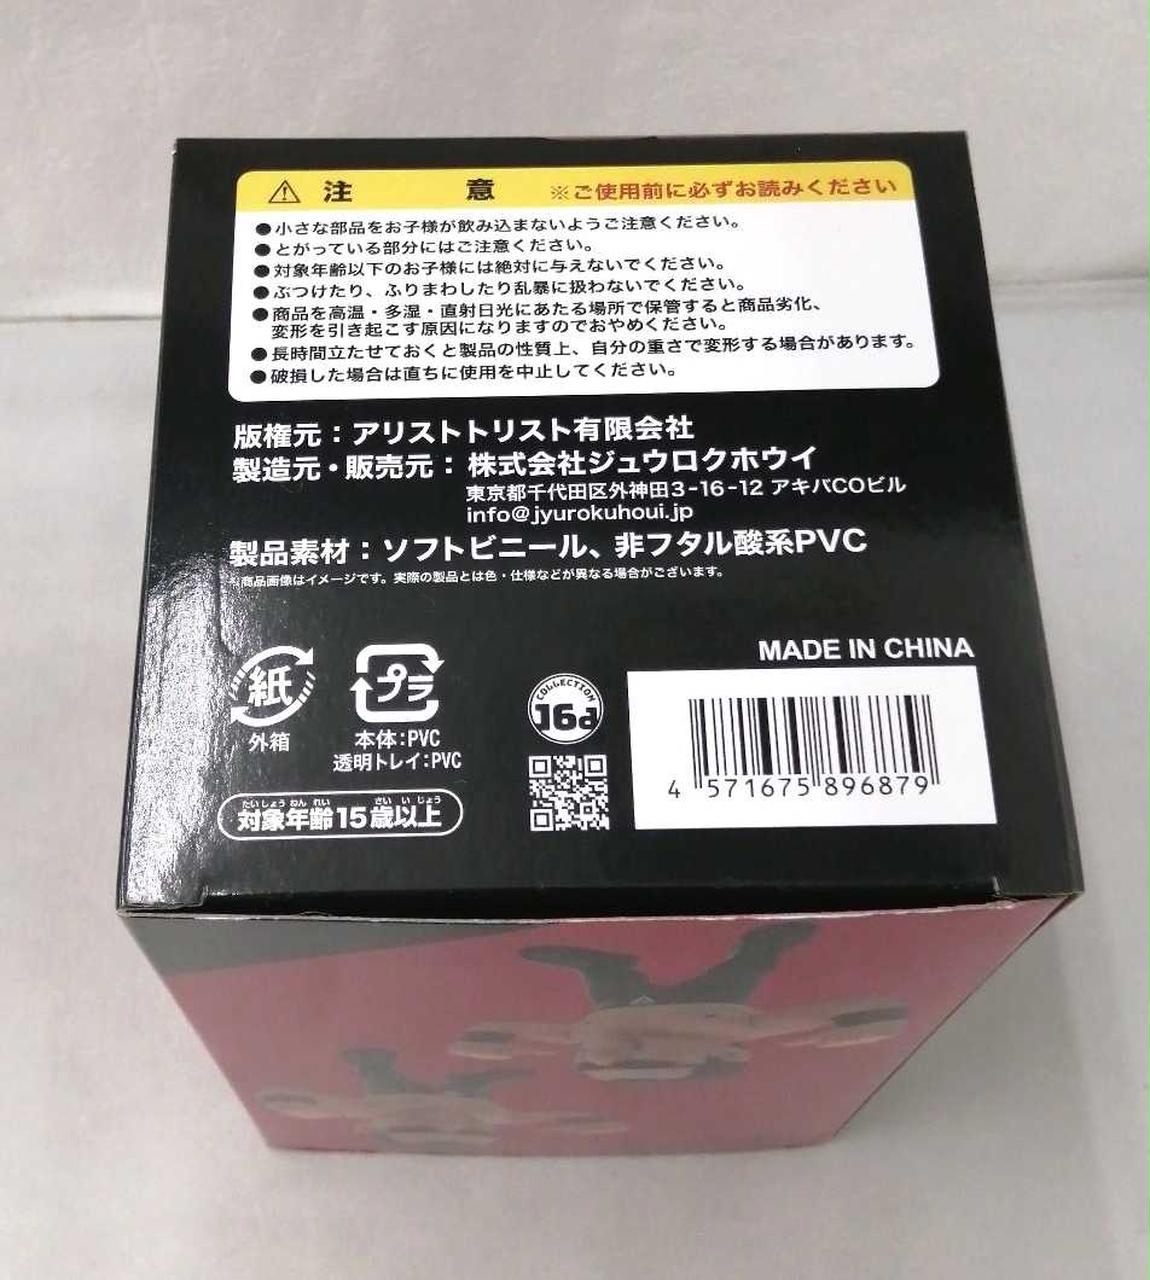 注 意 ※ご使用前に必ずお読みください
●小さな部品をお子様が飲み込まないようご注意ください。
●とがっている部分にはご注意ください。
●対象年齢以下のお子様には絶対に与えないでください。
●ぶつけたり、ふりまわしたり乱暴に扱わないでください。
●商品を高温・多湿・直射日光にあたる場所で保管すると商品劣化、
変形を引き起こす原因になりますのでおやめください。
●長時間立たせておくと製品の性質上、自分の重さで変形する場合があります。
●破損した場合は直ちに使用を中止してください。
版権元：アリストトリスト有限会社
製造元・販売元：株式会社ジュウロクホウイ
東京都千代田区外神田3-16-12 アキバCOビル
info@jyurokuhoui.jp
製品素材：ソフトビニール、非フタル酸系PVC
※商品画像はイメージです。実際の製品とは色・仕様などが異なる場合がございます。
紙
外箱
プラ
本体：PVC
透明トレイ：PVC
たいしょうねんれい さいいじょう
対象年齢15歳以上
COLLECTION
16d
MADE IN CHINA
4 571675 896879